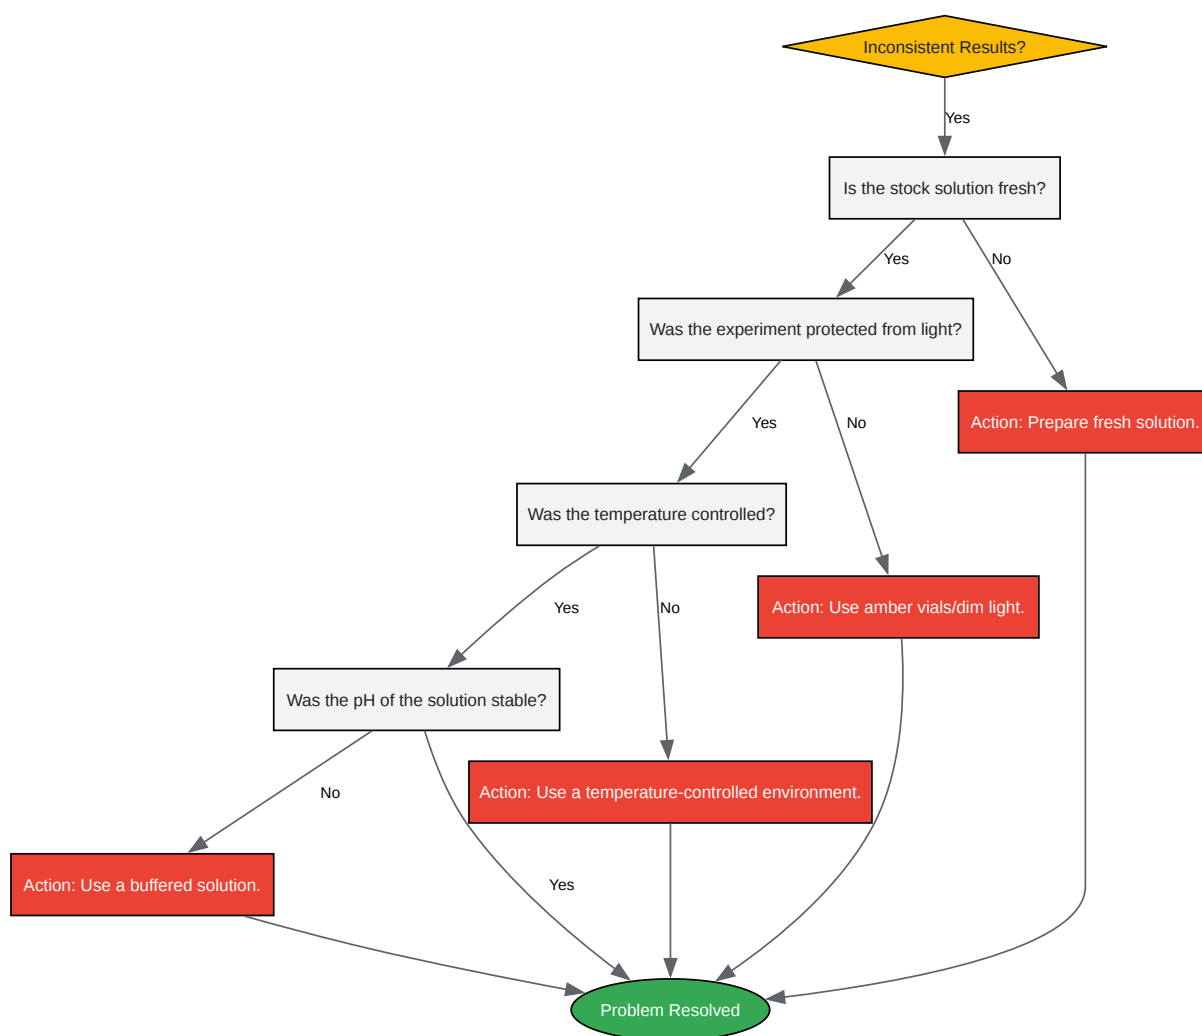 Inconsistent Results?
Yes
Is the stock solution fresh?
Yes
No
Was the experiment protected from light?
Yes
No
Action: Prepare fresh solution.
Was the temperature controlled?
Yes
No
Action: Use amber vials/dim light.
Was the pH of the solution stable?
No
Yes
Action: Use a temperature-controlled environment.
Action: Use a buffered solution.
Problem Resolved